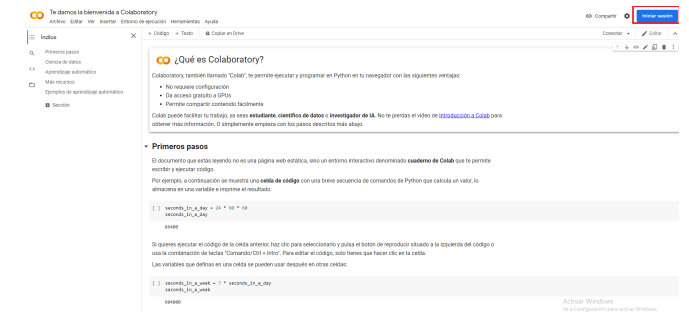 Te damos la bienvenida a Colaboratory
Archivo Editar Ver Insertar Entorno de ejecución Herramientas Ayuda
Compartir
Iniciar sesión
Índice
+ Código + Texto Copiar en Drive
Conectar
Editar
Primeros pasos
Ciencia de datos
Aprendizaje automático
Más recursos
Ejemplos de aprendizaje automático
Sección
¿Qué es Colaboratory?
Colaboratory, también llamado "Colab", te permite ejecutar y programar en Python en tu navegador con las siguientes ventajas:
• No requiere configuración
• Da acceso gratuito a GPUs
• Permite compartir contenido fácilmente
Colab puede facilitar tu trabajo, ya seas estudiante, científico de datos o investigador de IA. No te pierdas el vídeo de Introducción a Colab para
obtener más información. O simplemente empieza con los pasos descritos más abajo.
Primeros pasos
El documento que estás leyendo no es una página web estática, sino un entorno interactivo denominado cuaderno de Colab que te permite
escribir y ejecutar código.
Por ejemplo, a continuación se muestra una celda de código con una breve secuencia de comandos de Python que calcula un valor, lo
almacena en una variable e imprime el resultado:
[ ] seconds_in_a_day = 24 * 60 * 60
seconds_in_a_day
86400
Si quieres ejecutar el código de la celda anterior, haz clic para seleccionarlo y pulsa el botón de reproducir situado a la izquierda del código o
usa la combinación de teclas "Comando/Ctrl + Intro". Para editar el código, solo tienes que hacer clic en la celda.
Las variables que definas en una celda se pueden usar después en otras celdas:
[ ] seconds_in_a_week = 7 * seconds_in_a_day
seconds_in_a_week
604800
Activar Windows
Ve a Configuración para activar Windows.